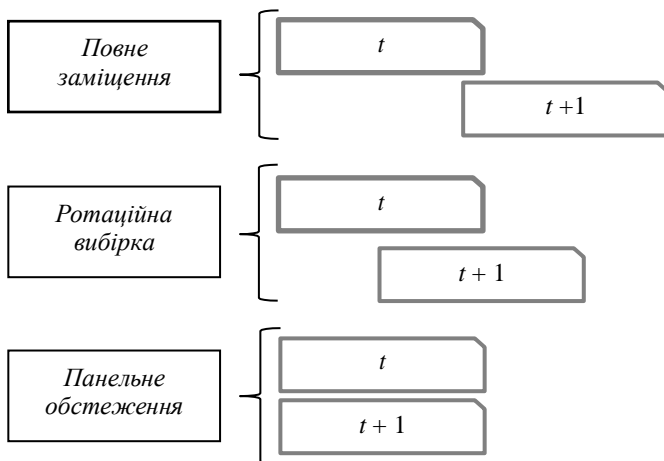 Повне
заміщення
t
t +1
Ротаційна
вибірка
t
t + 1
Панельне
обстеження
t
t + 1